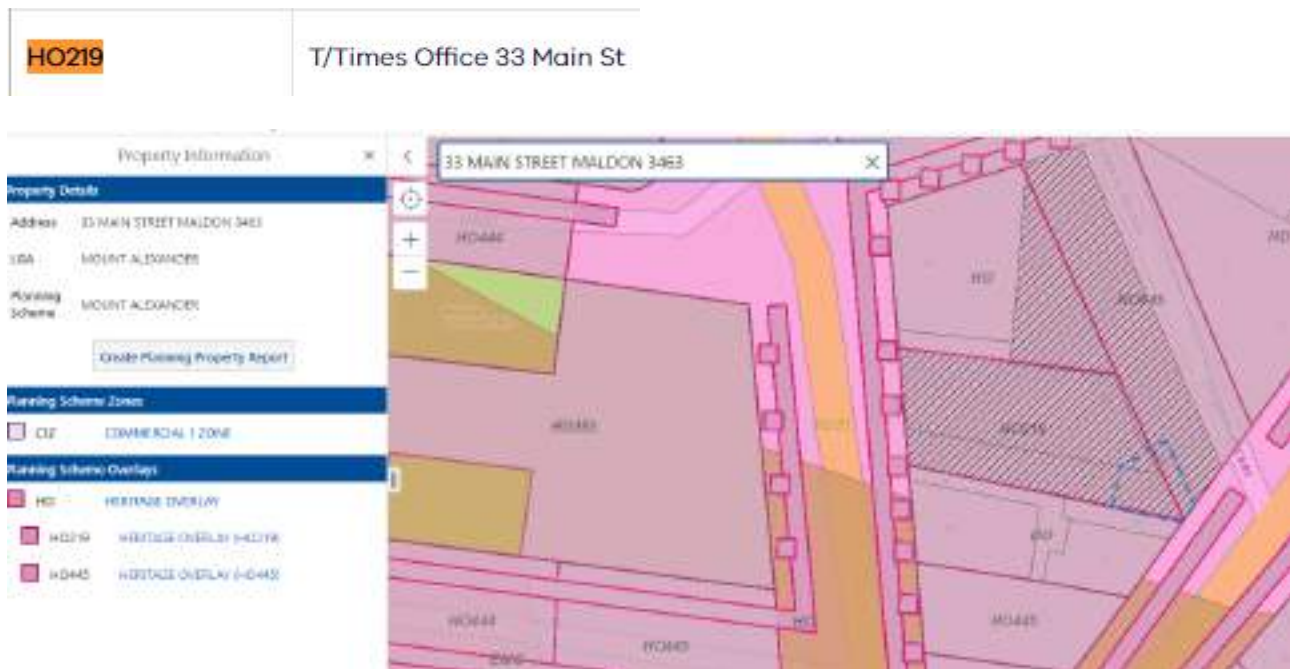 HO219
T/Times Office 33 Main St
Property Information
33 MAIN STREET MALDON 3463
Property Details
Address 33 MAIN STREET MALDON 3463
LGA MOUNT ALEXANDER
Planning Scheme MOUNT ALEXANDER
Create Planning Property Report
Planning Scheme Zones
C1Z COMMERCIAL 1 ZONE
Planning Scheme Overlays
HO HERITAGE OVERLAY
HO219 HERITAGE OVERLAY (HO219)
HO445 HERITAGE OVERLAY (HO445)
HO444
HO
HO445
HO219
HO445
HO444
HO445